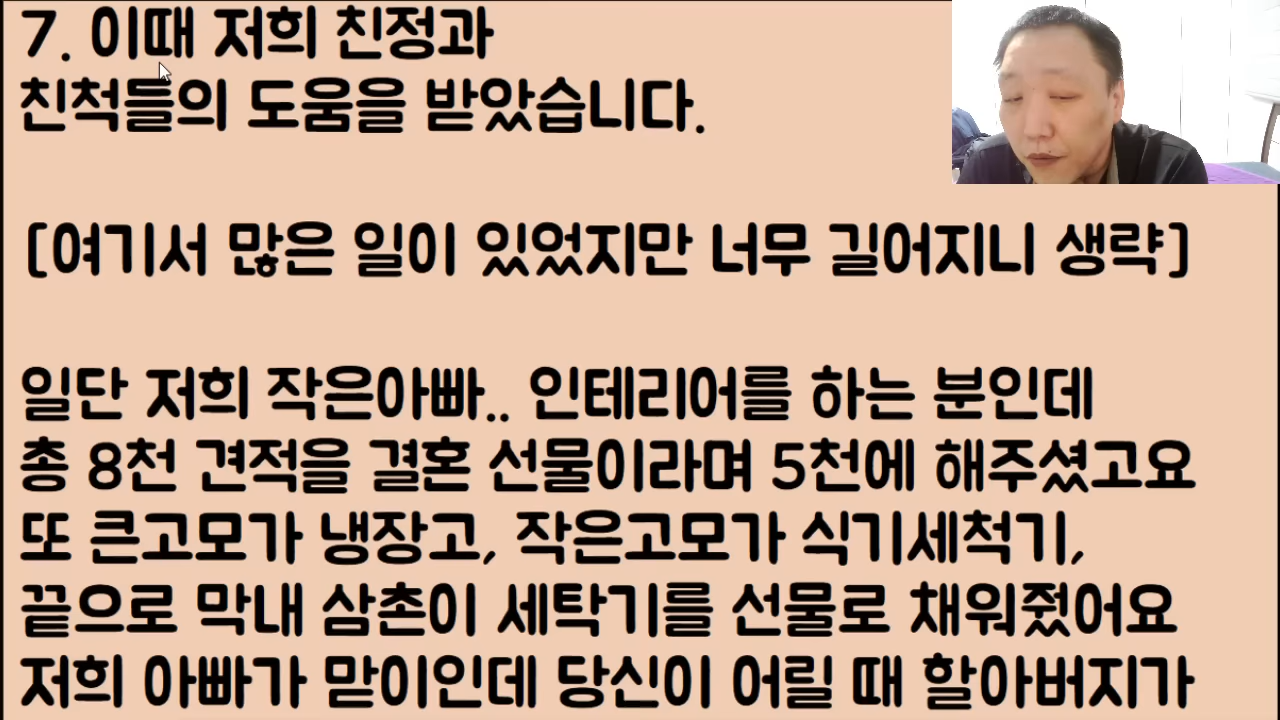 7. 이때 저희 친정과
친척들의 도움을 받았습니다.
[여기서 많은 일이 있었지만 너무 길어지니 생략]
일단 저희 작은아빠.. 인테리어를 하는 분인데
총 8천 견적을 결혼 선물이라며 5천에 해주셨고요
또 큰고모가 냉장고, 작은고모가 식기세척기,
끝으로 막내 삼촌이 세탁기를 선물로 채워줬어요
저희 아빠가 맏이인데 당신이 어릴 때 할아버지가